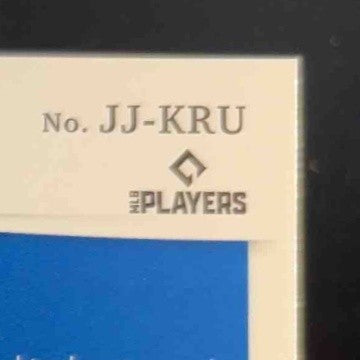 No. JJ-KRU
MLB PLAYERS